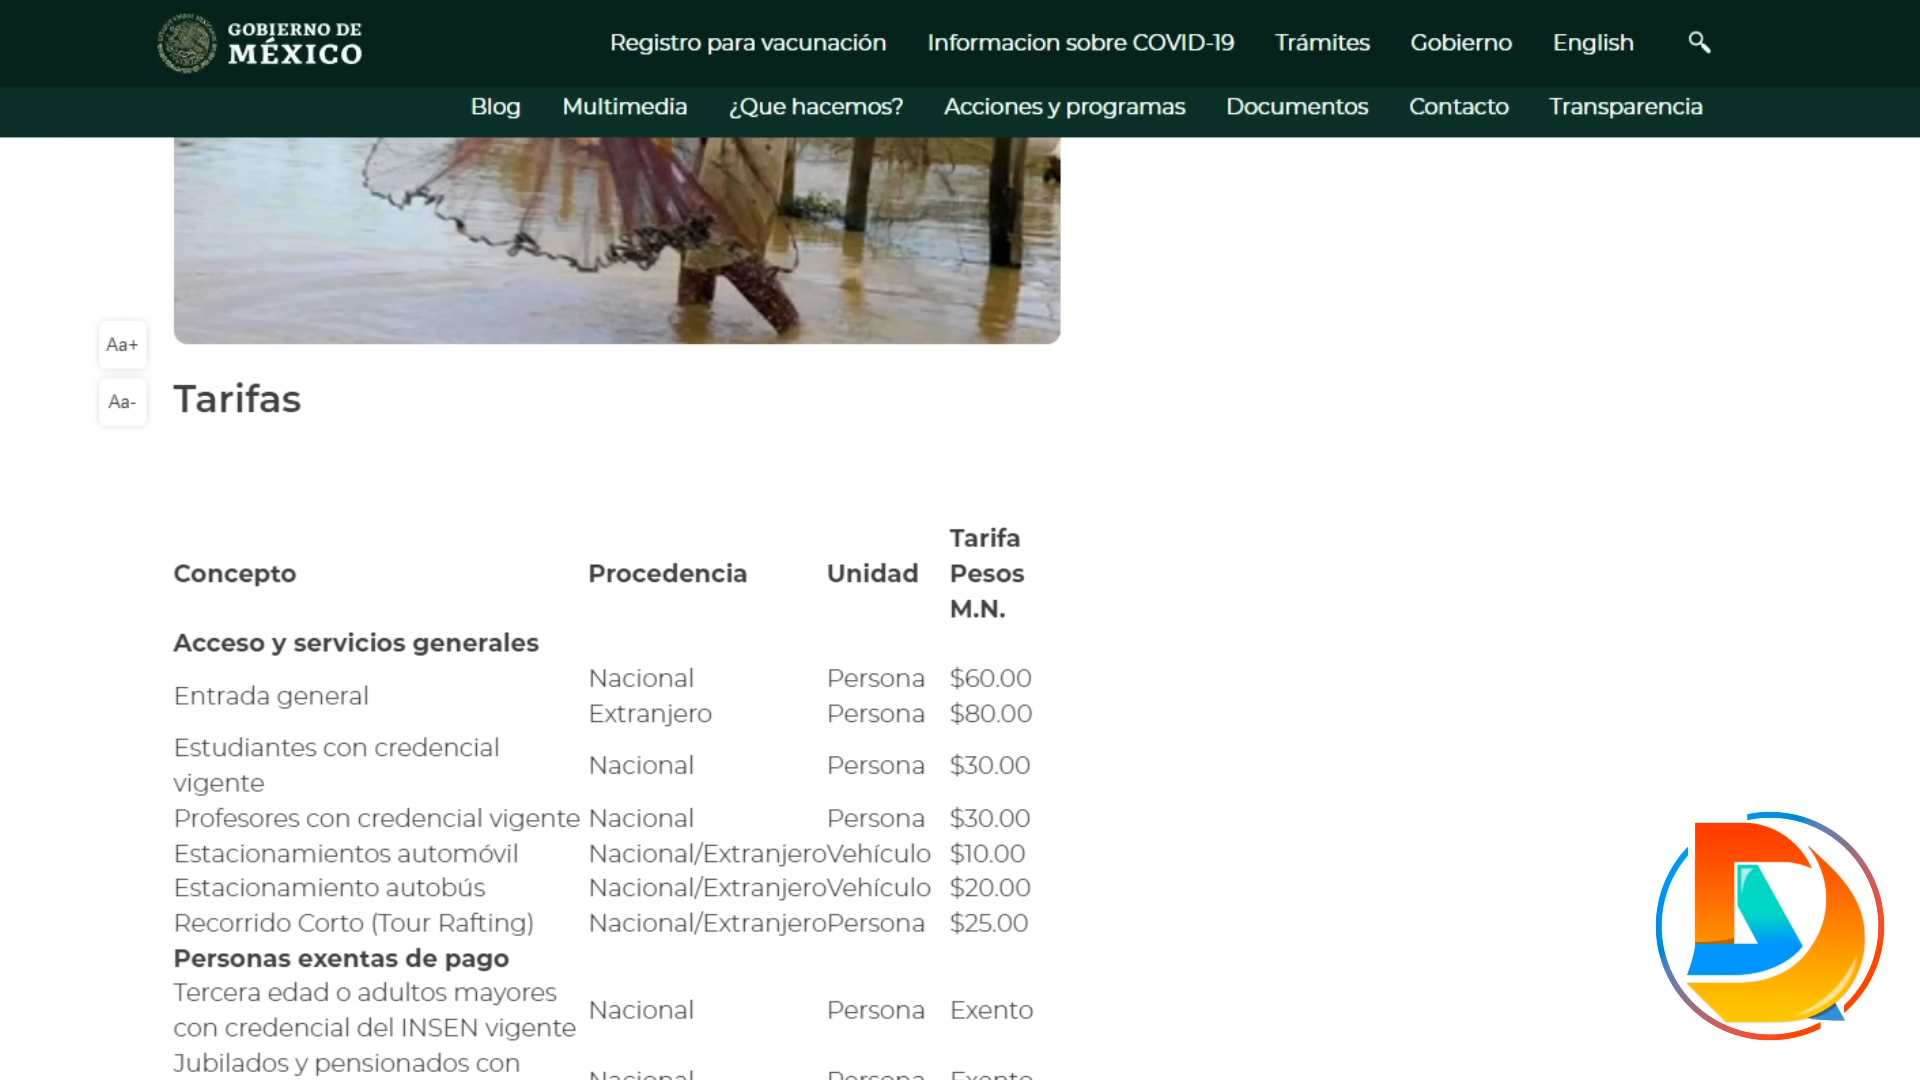 GOBIERNO DE
MÉXICO
Registro para vacunación Informacion sobre COVID-19 Trámites Gobierno English
Blog Multimedia ¿Que hacemos? Acciones y programas Documentos Contacto Transparencia
Aa+
Aa-
Tarifas
Concepto Procedencia Unidad Tarifa Pesos M.N.
Acceso y servicios generales
Entrada general Nacional Persona $60.00
Extranjero Persona $80.00
Estudiantes con credencial vigente Nacional Persona $30.00
Profesores con credencial vigente Nacional Persona $30.00
Estacionamientos automóvil Nacional/Extranjero Vehículo $10.00
Estacionamiento autobús Nacional/Extranjero Vehículo $20.00
Recorrido Corto (Tour Rafting) Nacional/Extranjero Persona $25.00
Personas exentas de pago
Tercera edad o adultos mayores con credencial del INSEN vigente Nacional Persona Exento
Jubilados y pensionados con Nacional Persona Exento